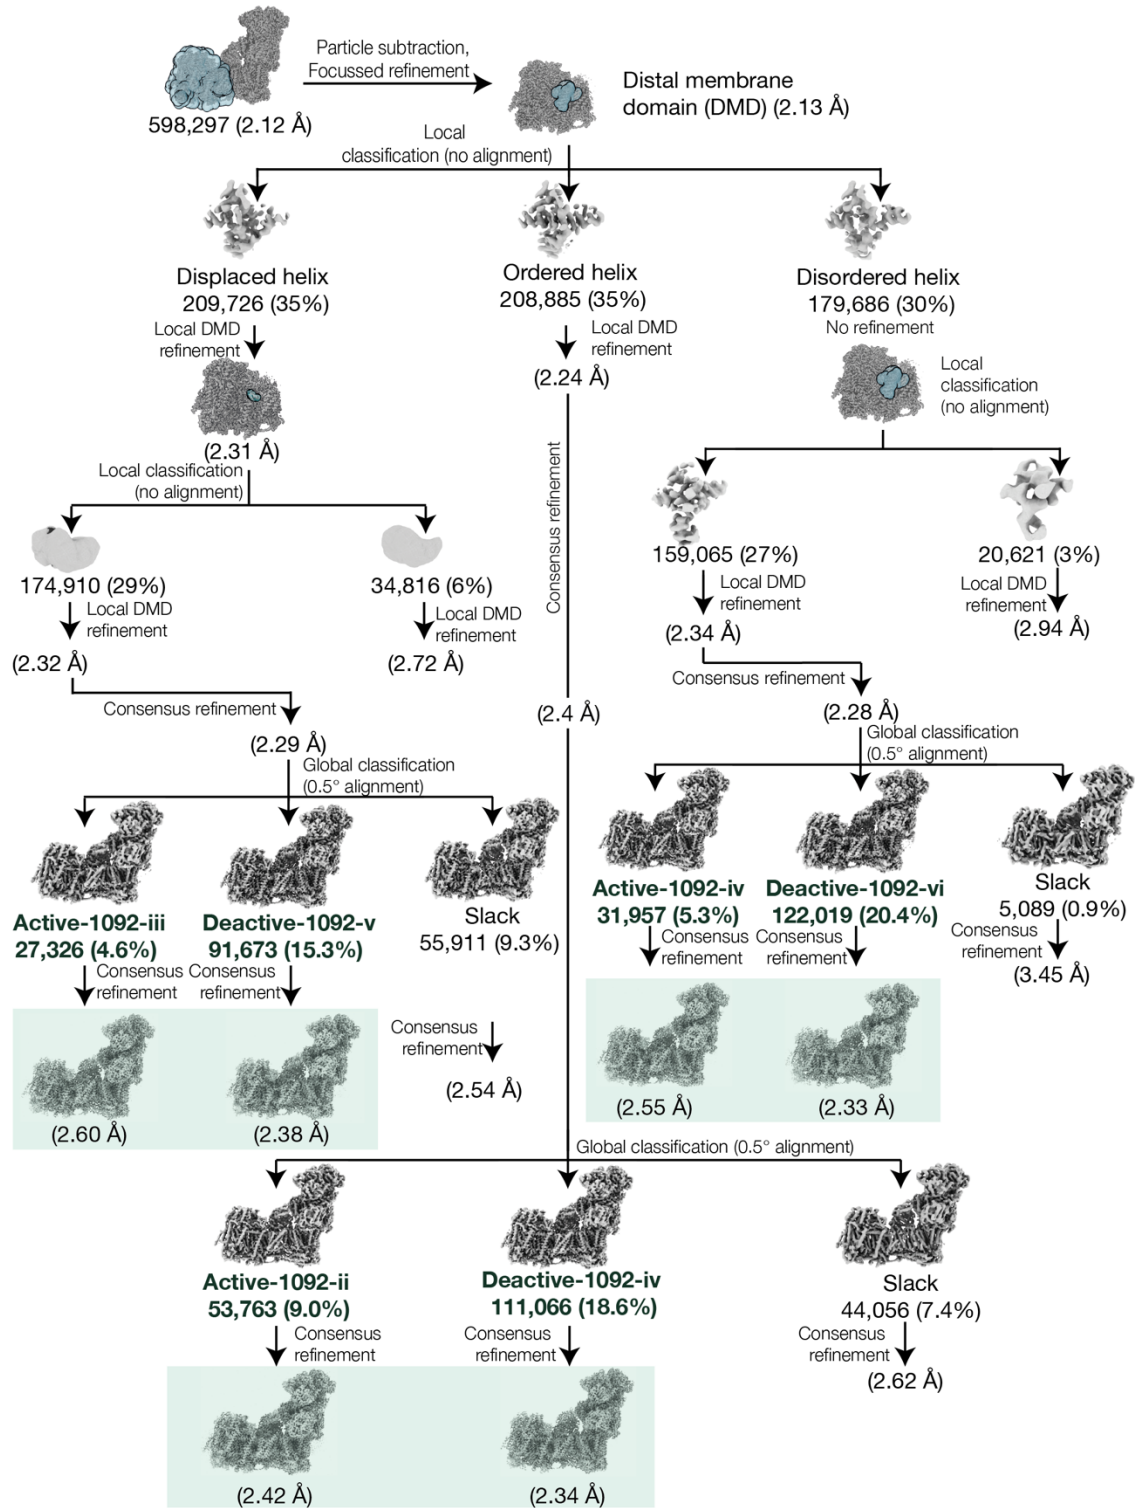 Particle subtraction,
Focussed refinement
598,297 (2.12 Å)
Distal membrane
domain (DMD) (2.13 Å)
Local
classification (no alignment)
Displaced helix
209,726 (35%)
Ordered helix
208,885 (35%)
Disordered helix
179,686 (30%)
No refinement
Local DMD
refinement
Local DMD
refinement
(2.24 Å)
Local
classification
(no alignment)
(2.31 Å)
Local classification
(no alignment)
Consensus refinement
174,910 (29%)
34,816 (6%)
159,065 (27%)
20,621 (3%)
Local DMD
refinement
Local DMD
refinement
Local DMD
refinement
Local DMD
refinement
(2.32 Å)
(2.72 Å)
(2.34 Å)
(2.94 Å)
Consensus refinement
Consensus refinement
(2.4 Å)
(2.28 Å)
(2.29 Å)
Global classification
(0.5° alignment)
Global classification
(0.5° alignment)
Active-1092-iii
27,326 (4.6%)
Deactive-1092-v
91,673 (15.3%)
Slack
55,911 (9.3%)
Active-1092-iv
31,957 (5.3%)
Deactive-1092-vi
122,019 (20.4%)
Slack
5,089 (0.9%)
Consensus
refinement
Consensus
refinement
Consensus
refinement
Consensus
refinement
Consensus
refinement
(3.45 Å)
Consensus
refinement
(2.54 Å)
(2.60 Å)
(2.38 Å)
(2.55 Å)
(2.33 Å)
Global classification (0.5° alignment)
Active-1092-ii
53,763 (9.0%)
Deactive-1092-iv
111,066 (18.6%)
Slack
44,056 (7.4%)
Consensus
refinement
Consensus
refinement
Consensus
refinement
(2.62 Å)
(2.42 Å)
(2.34 Å)